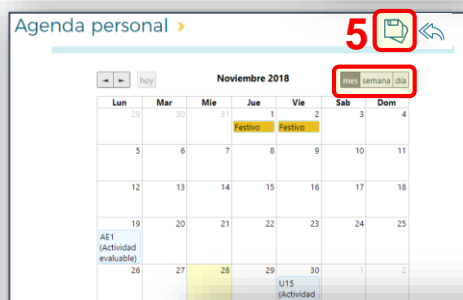 Agenda personal >
5
◄ ► hoy Noviembre 2018 mes semana día
Lun Mar Mie Jue Vie Sab Dom
29 30 31 1 2 3 4
Festivo Festivo
5 6 7 8 9 10 11
12 13 14 15 16 17 18
19 20 21 22 23 24 25
AE1
(Actividad
evaluable)
26 27 28 29 30 1 2
U15
(Actividad